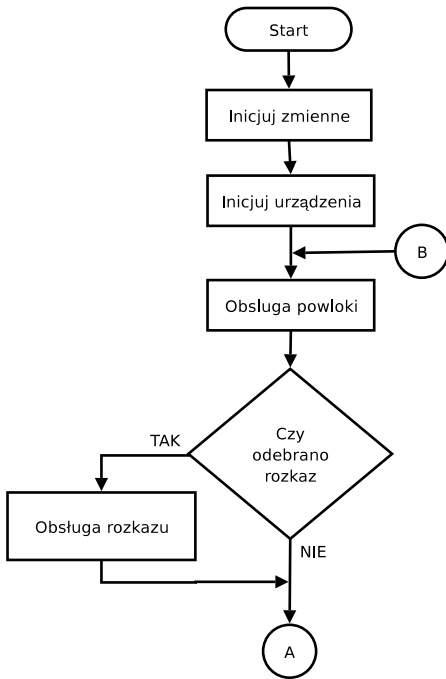 Start
Inicjuj zmienne
Inicjuj urządzenia
B
Obsluga powloki
Czy
odebrano
rozkaz
TAK
Obsługa rozkazu
NIE
A